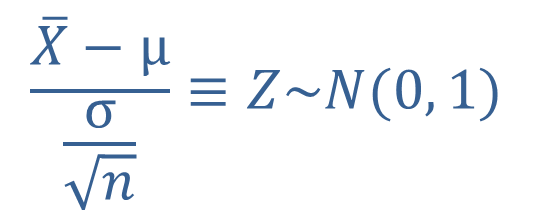 X̄ − μ
σ
√n
≡ Z~N(0, 1)